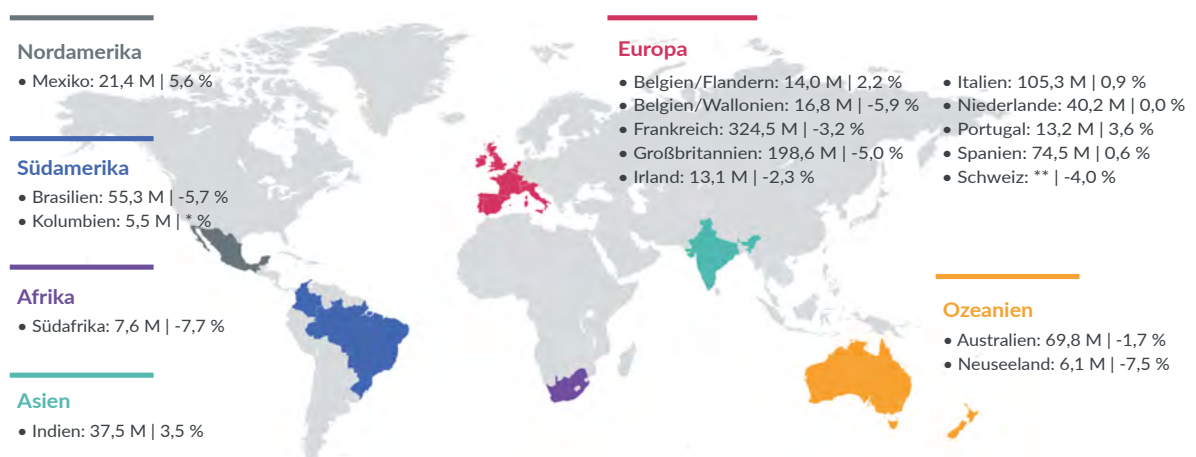 Nordamerika
• Mexiko: 21,4 M | 5,6 %
Südamerika
• Brasilien: 55,3 M | -5,7 %
• Kolumbien: 5,5 M | * %
Afrika
• Südafrika: 7,6 M | -7,7 %
Asien
• Indien: 37,5 M | 3,5 %
Europa
• Belgien/Flandern: 14,0 M | 2,2 %
• Belgien/Wallonien: 16,8 M | -5,9 %
• Frankreich: 324,5 M | -3,2 %
• Großbritannien: 198,6 M | -5,0 %
• Irland: 13,1 M | -2,3 %
• Italien: 105,3 M | 0,9 %
• Niederlande: 40,2 M | 0,0 %
• Portugal: 13,2 M | 3,6 %
• Spanien: 74,5 M | 0,6 %
• Schweiz: ** | -4,0 %
Ozeanien
• Australien: 69,8 M | -1,7 %
• Neuseeland: 6,1 M | -7,5 %